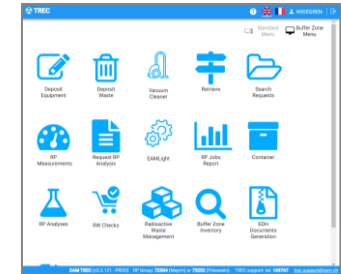 TREC
WIDEGREN
Standard Menu
Buffer Zone Menu
Deposit Equipment
Deposit Waste
Vacuum Cleaner
Retrieve
Search Requests
RP Measurements
Request RP Analysis
EAMLight
RP Jobs Report
Container
RP Analyses
RM Checks
Radioactive Waste Management
Buffer Zone Inventory
EDH Documents Generation